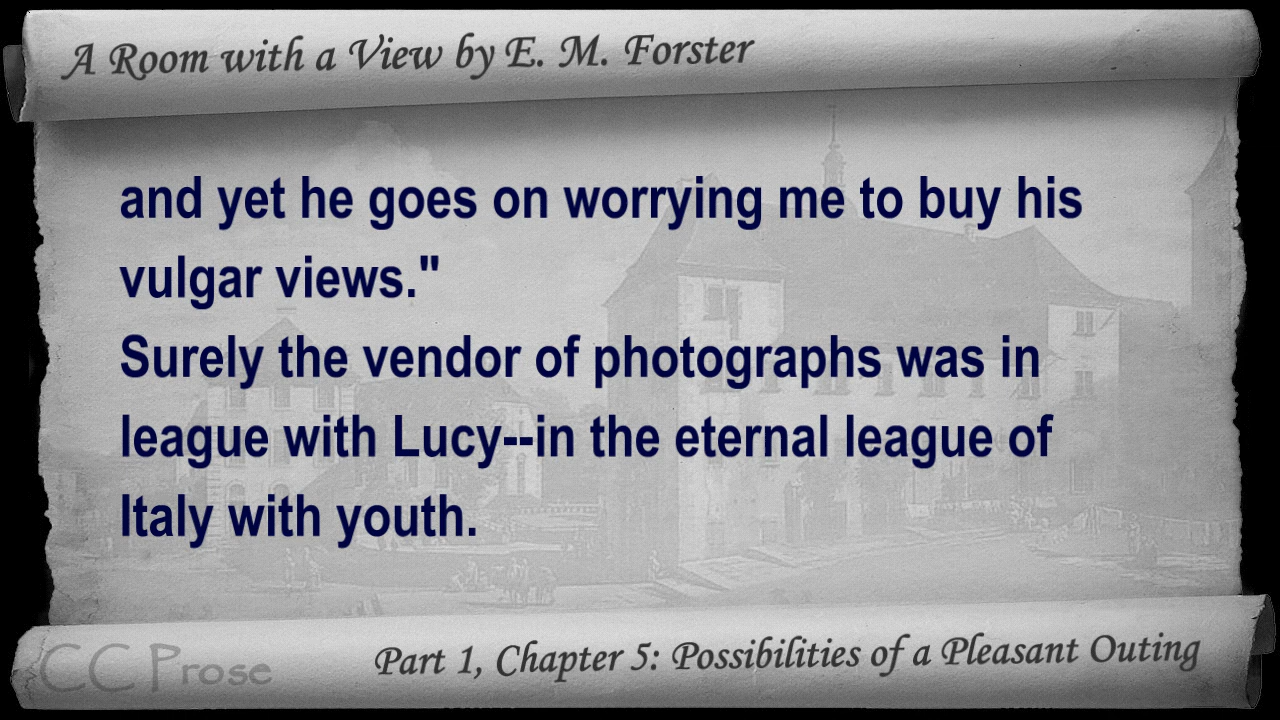 A Room with a View by E. M. Forster
and yet he goes on worrying me to buy his
vulgar views."
Surely the vendor of photographs was in
league with Lucy--in the eternal league of
Italy with youth.
CC Prose
Part 1, Chapter 5: Possibilities of a Pleasant Outing